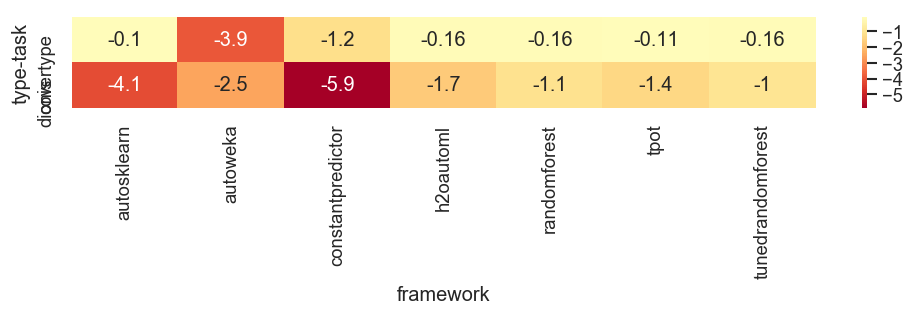 type-task
-0.1 -3.9 -1.2 -0.16 -0.16 -0.11 -0.16
-4.1 -2.5 -5.9 -1.7 -1.1 -1.4 -1
−1
−2
−3
−4
−5
autosklearn
autoweka
constantpredictor
h2oautoml
randomforest
tpot
tunedrandomforest
framework